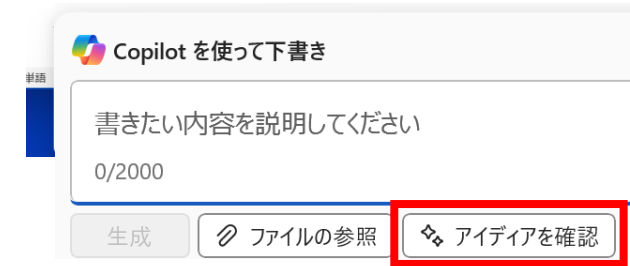 Copilot を使って下書き
単語
書きたい内容を説明してください
0/2000
生成 ファイルの参照 アイディアを確認